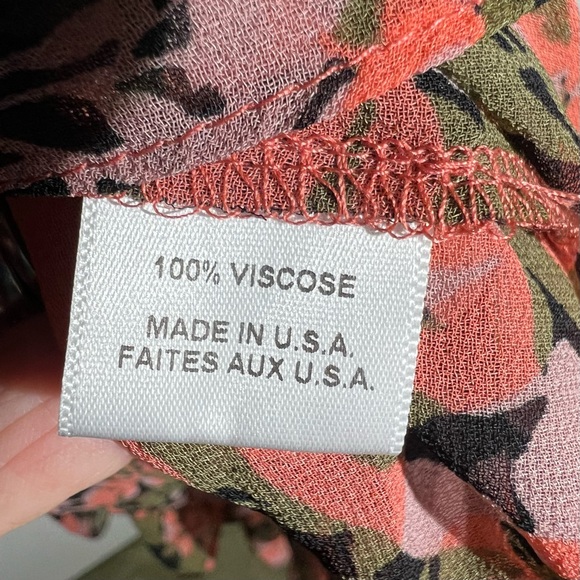 100% VISCOSE
MADE IN U.S.A.
FAITES AUX U.S.A.